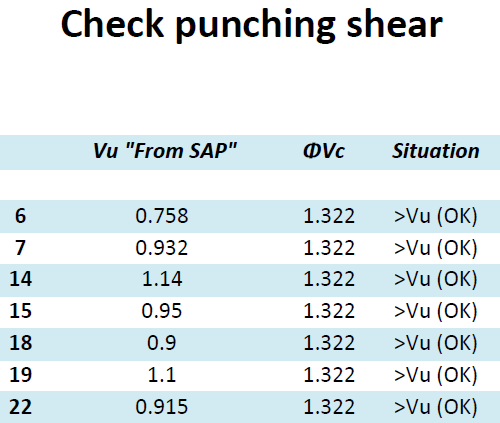 Check punching shear
Vu "From SAP" ΦVc Situation
6 0.758 1.322 >Vu (OK)
7 0.932 1.322 >Vu (OK)
14 1.14 1.322 >Vu (OK)
15 0.95 1.322 >Vu (OK)
18 0.9 1.322 >Vu (OK)
19 1.1 1.322 >Vu (OK)
22 0.915 1.322 >Vu (OK)